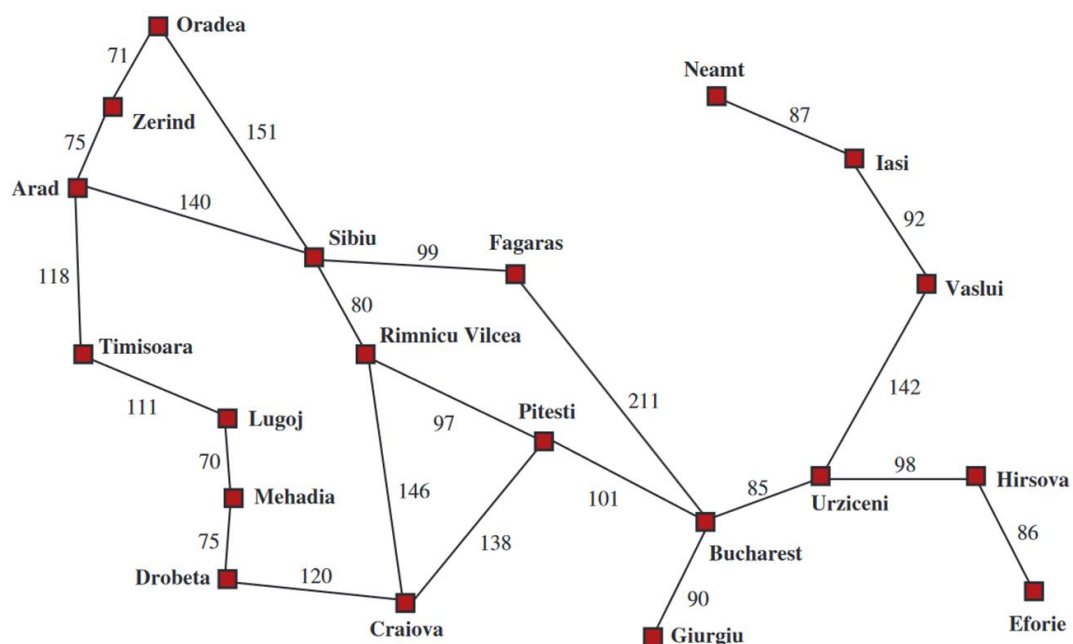 Oradea
71
Neamt
87
Zerind
151
75
Iasi
Arad
140
92
Sibiu
Fagaras
99
118
Vaslui
80
Timisoara
Rimnicu Vilcea
142
111
211
Lugoj
97
Pitesti
70
98
Hirsova
146
85
Mehadia
101
Urziceni
86
75
138
Bucharest
Drobeta
120
90
Craiova
Giurgiu
Eforie